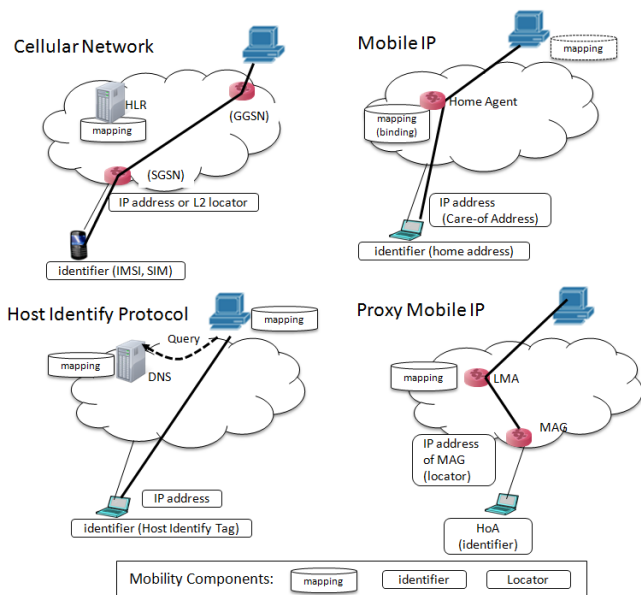 Cellular Network
HLR
mapping
(GGSN)
(SGSN)
IP address or L2 locator
identifier (IMSI, SIM)
Mobile IP
mapping
Home Agent
mapping
(binding)
IP address
(Care-of Address)
identifier (home address)
Host Identify Protocol
Query
mapping
mapping
DNS
IP address
identifier (Host Identify Tag)
Proxy Mobile IP
mapping
LMA
MAG
IP address
of MAG
(locator)
HoA
(identifier)
Mobility Components:
mapping
identifier
Locator